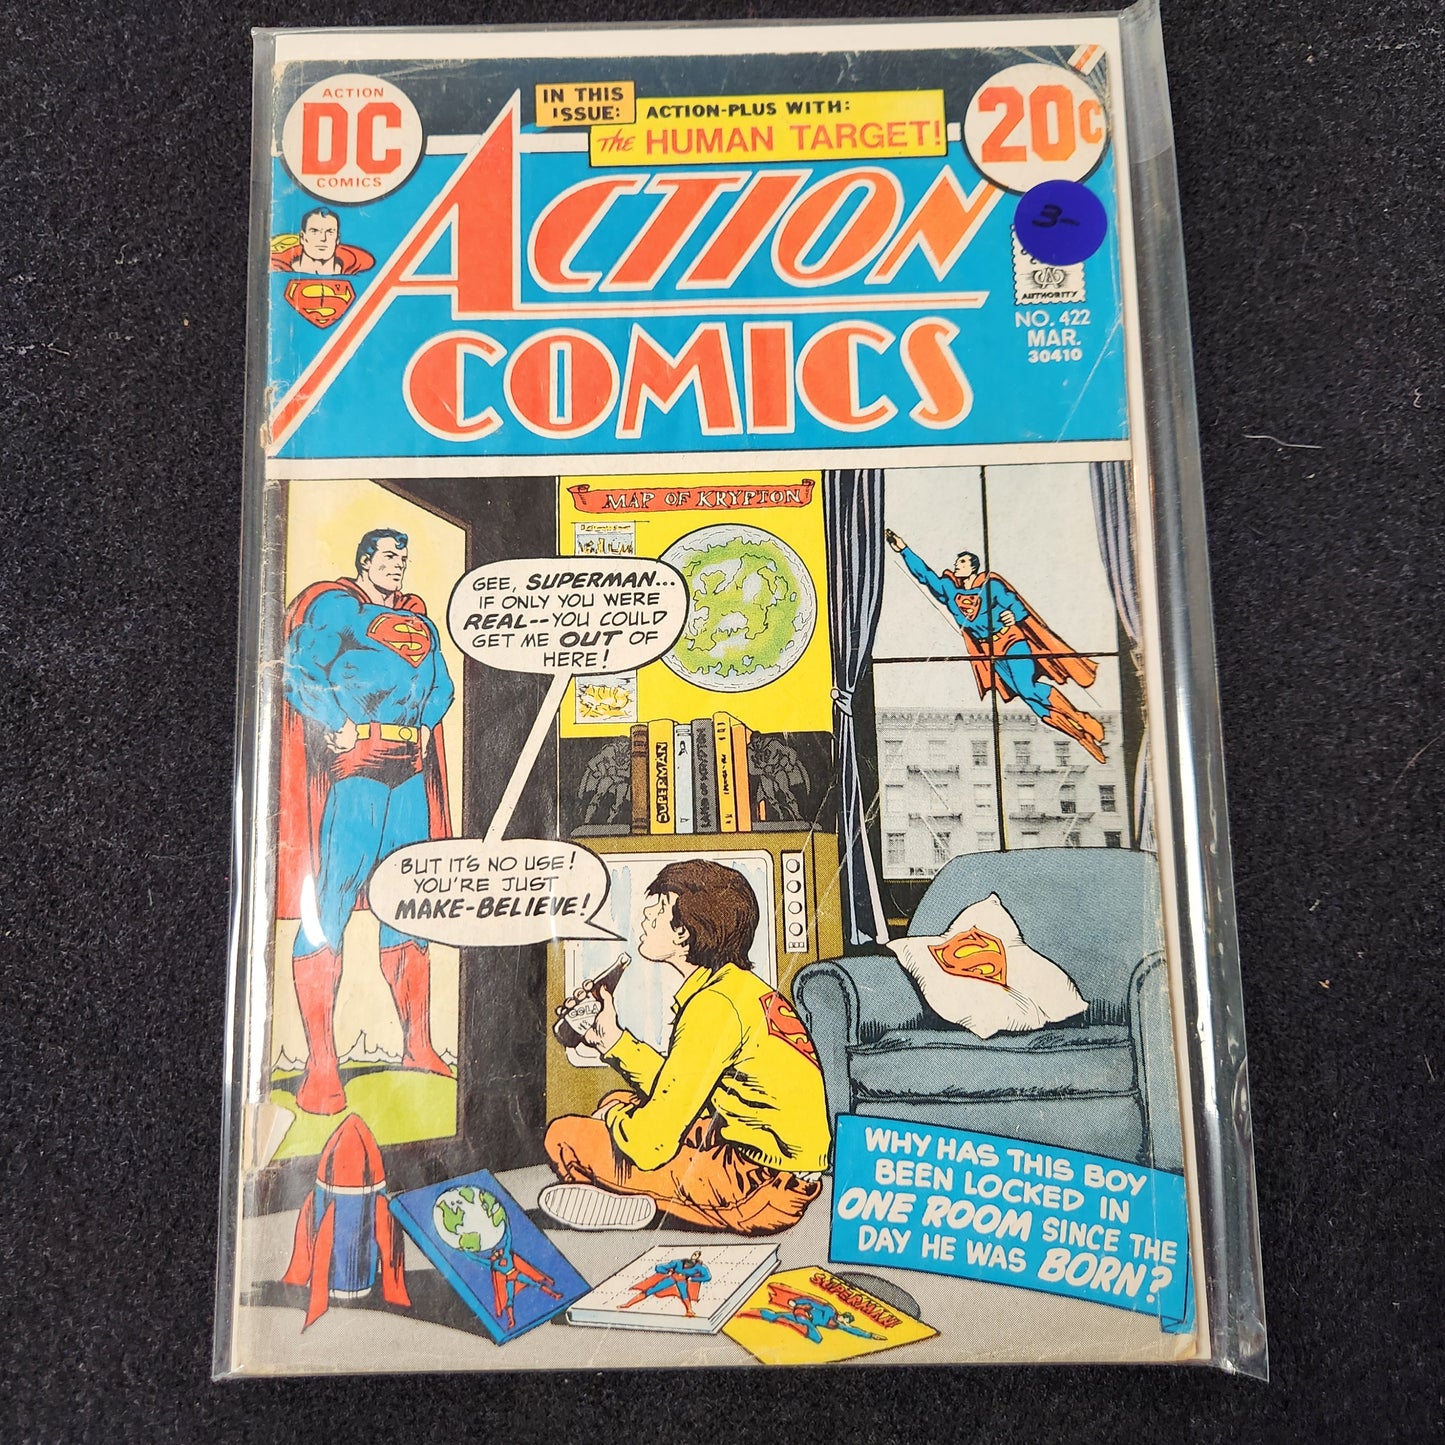 ACTION
DC
COMICS
IN THIS
ISSUE:
ACTION-PLUS WITH:
The HUMAN TARGET!
20¢
ACTION
COMICS
3
AUTHORITY
NO. 422
MAR.
30410
MAP OF KRYPTON
GEE, SUPERMAN...
IF ONLY YOU WERE
REAL--YOU COULD
GET ME OUT OF
HERE!
SUPERMAN
BUT IT'S NO USE!
YOU'RE JUST
MAKE-BELIEVE!
COLA
WHY HAS THIS BOY
BEEN LOCKED IN
ONE ROOM SINCE THE
DAY HE WAS BORN?
SUPERMAN!